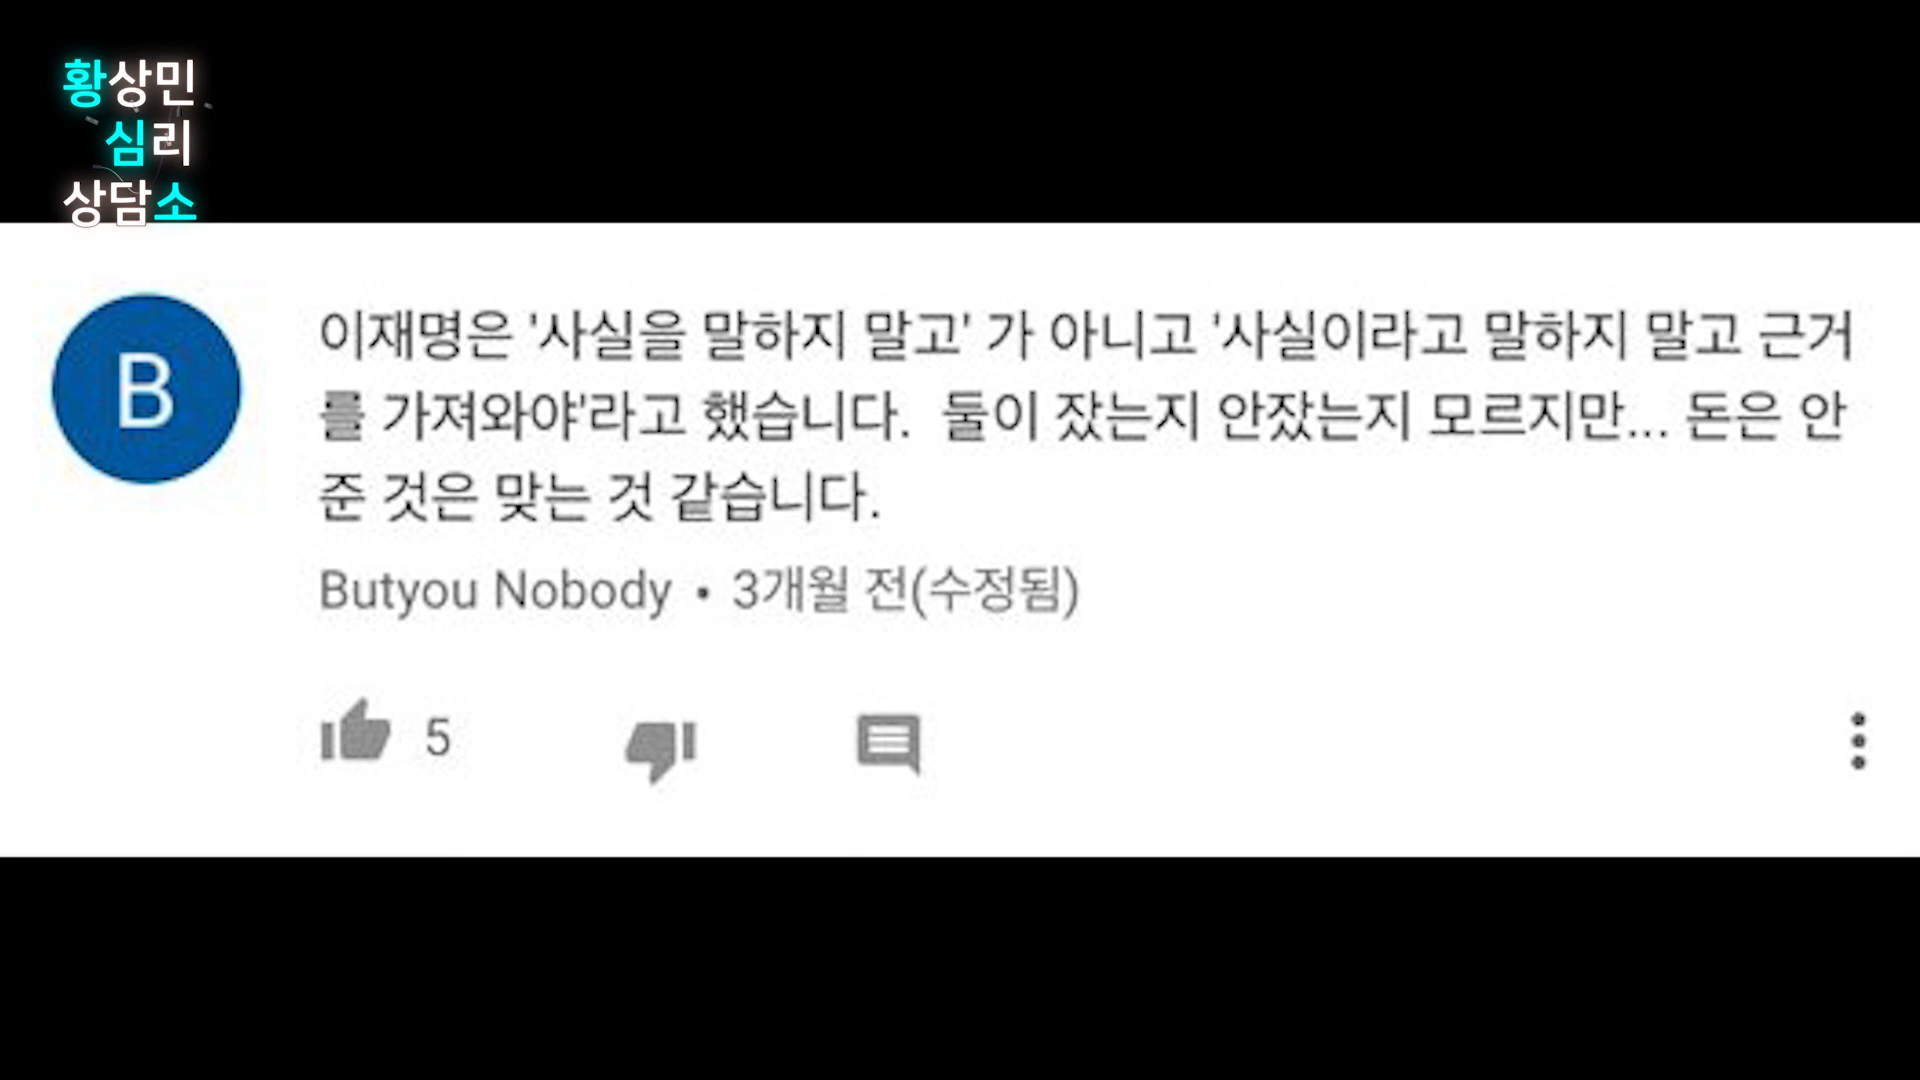 황상민
심리
상담소
B
이재명은 '사실을 말하지 말고' 가 아니고 '사실이라고 말하지 말고 근거
를 가져와야'라고 했습니다. 둘이 잤는지 안잤는지 모르지만... 돈은 안
준 것은 맞는 것 같습니다.
Butyou Nobody • 3개월 전(수정됨)
5